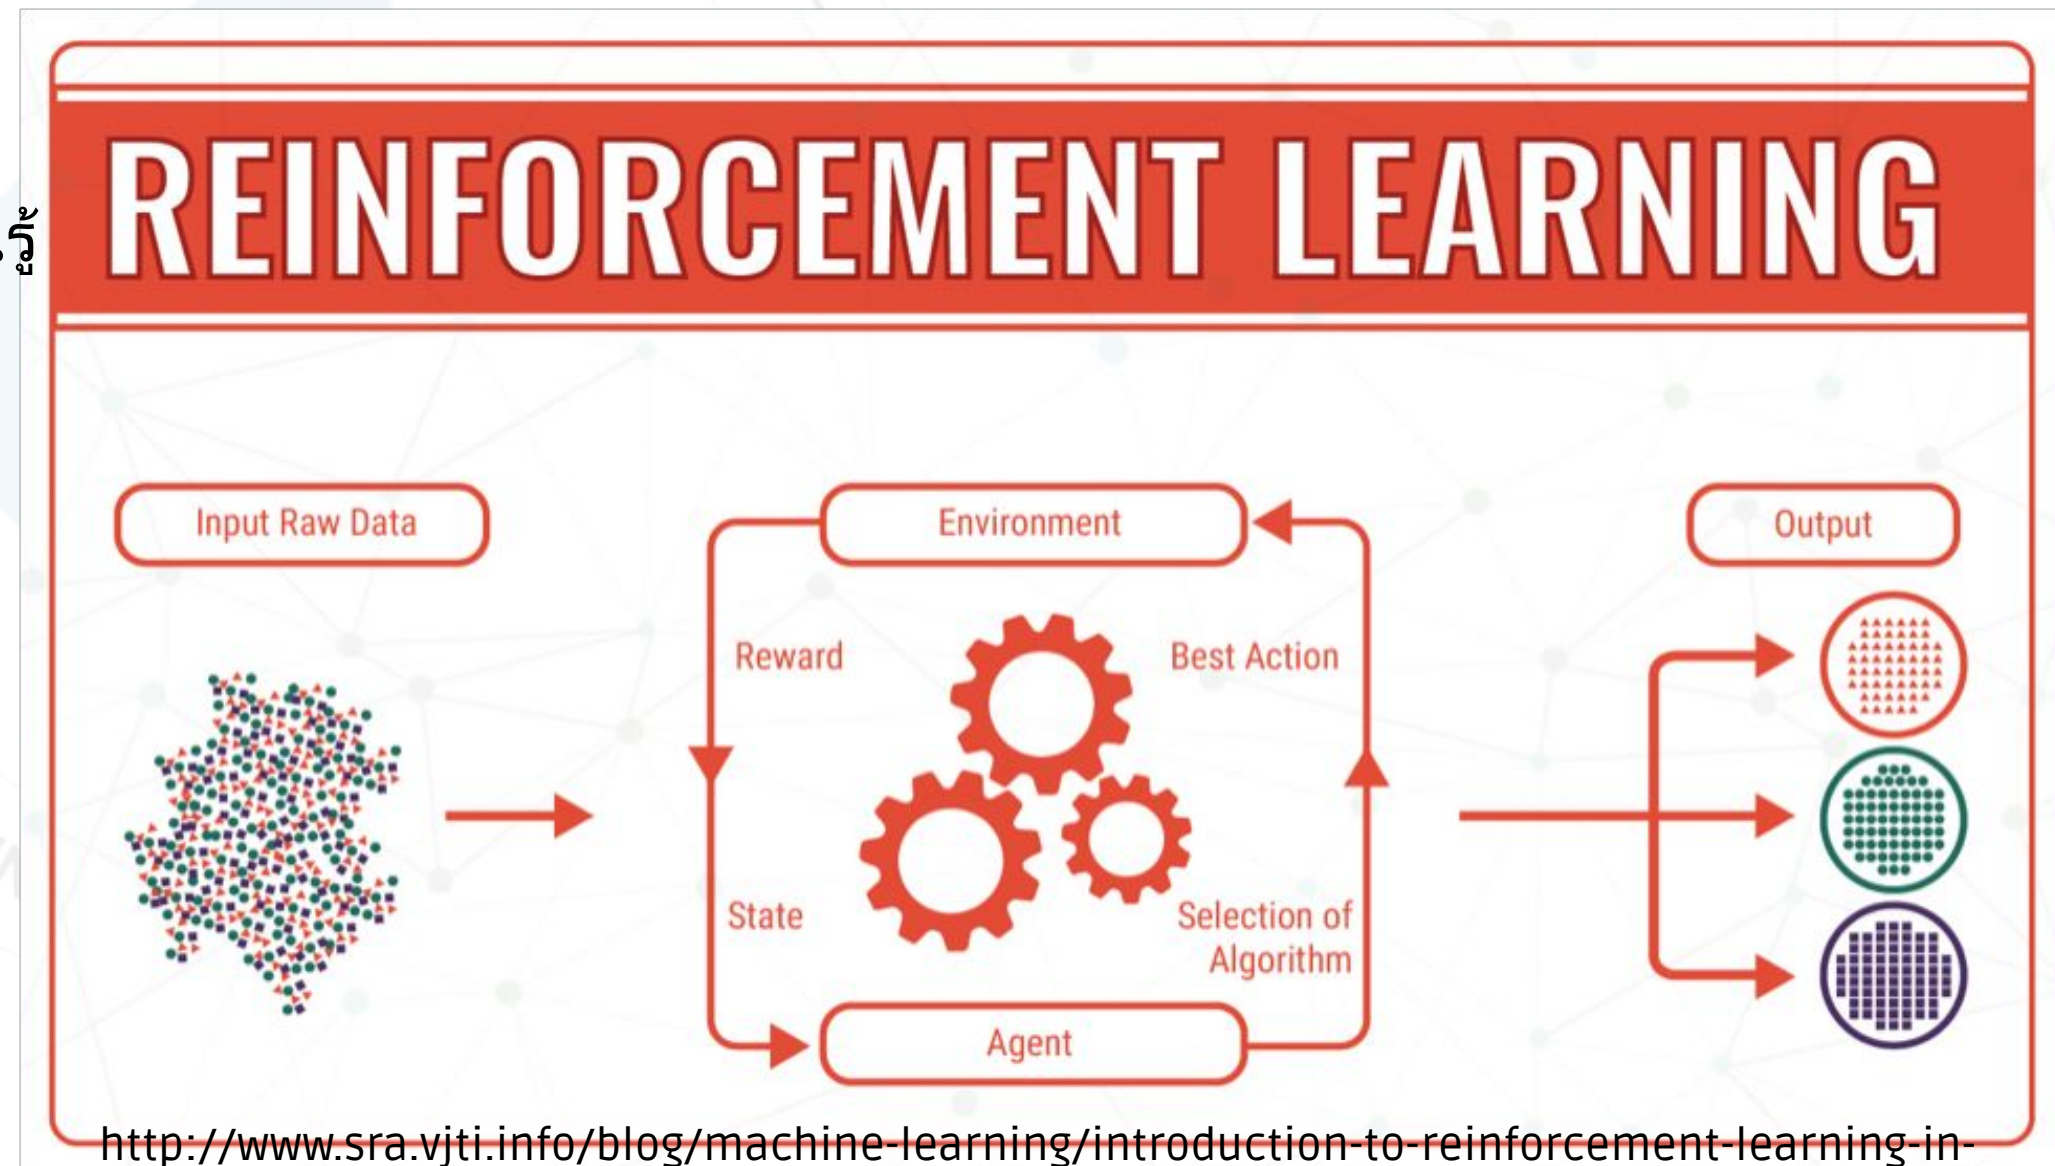 REINFORCEMENT LEARNING
Input Raw Data
Environment
Output
Reward
Best Action
State
Selection of
Algorithm
Agent
http://www.sra.vjti.info/blog/machine-learning/introduction-to-reinforcement-learning-in-